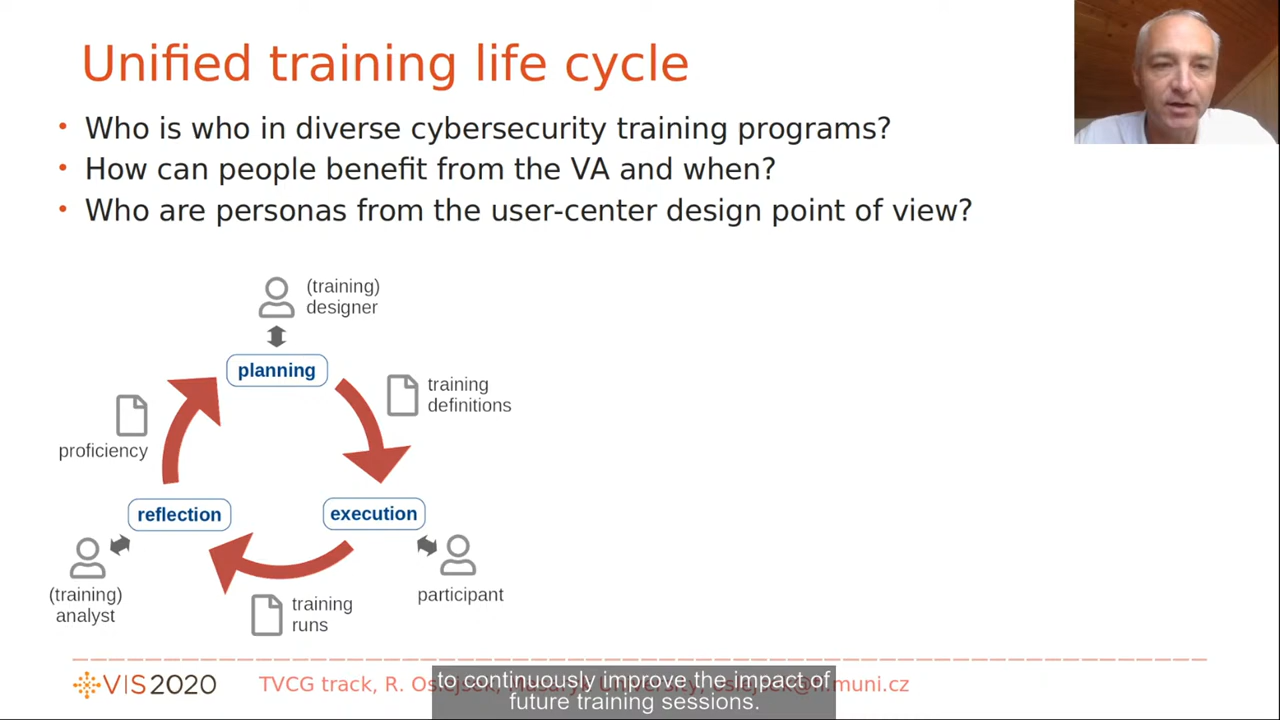 Unified training life cycle
• Who is who in diverse cybersecurity training programs?
• How can people benefit from the VA and when?
• Who are personas from the user-center design point of view?
(training)
designer
planning
training
definitions
proficiency
reflection
execution
(training)
analyst
participant
training
runs
VIS2020
TVCG track, R.
to continuously improve the impact of
future training sessions.